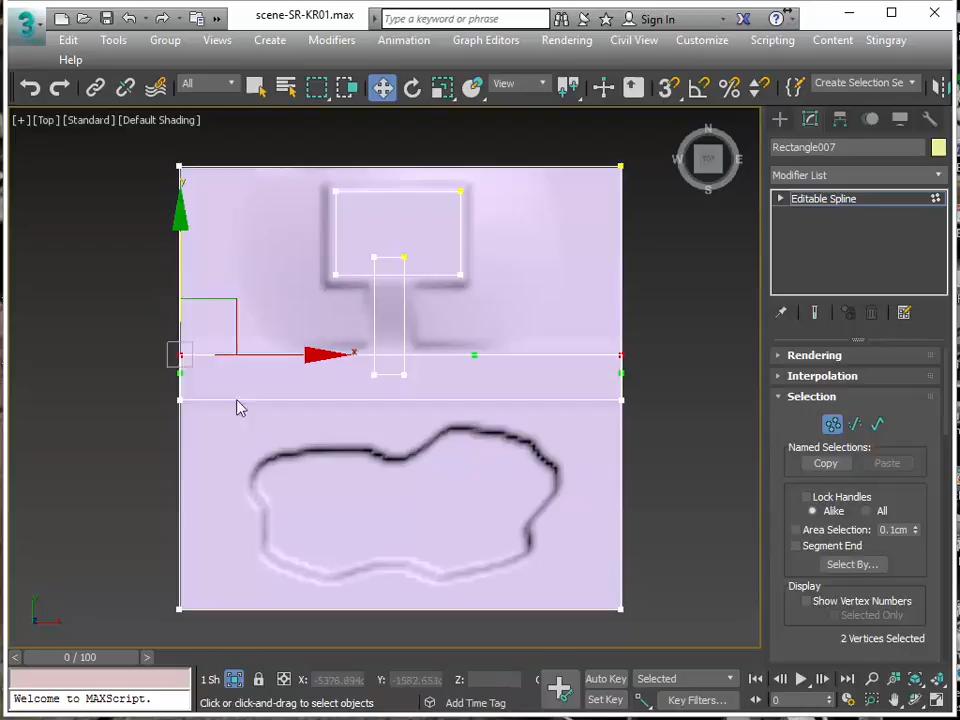 scene-SR-KR01.max
Type a keyword or phrase
Sign In
Edit Tools Group Views Create Modifiers Animation Graph Editors Rendering Civil View Customize Scripting Content Stingray
Help
All
View
Create Selection Se
[+] [Top] [Standard] [Default Shading]
N
W TOP E
S
Rectangle007
Modifier List
Editable Spline
Rendering
Interpolation
Selection
Named Selections:
Copy Paste
Lock Handles
Alike All
Area Selection: 0.1cm
Segment End
Select By...
Display
Show Vertex Numbers
Selected Only
2 Vertices Selected
y
x
0 / 100
1 Sh X: Y: Z:
Auto Key Selected
Set Key Key Filters...
0
Welcome to MAXScript.
Click or click-and-drag to select objects
Add Time Tag